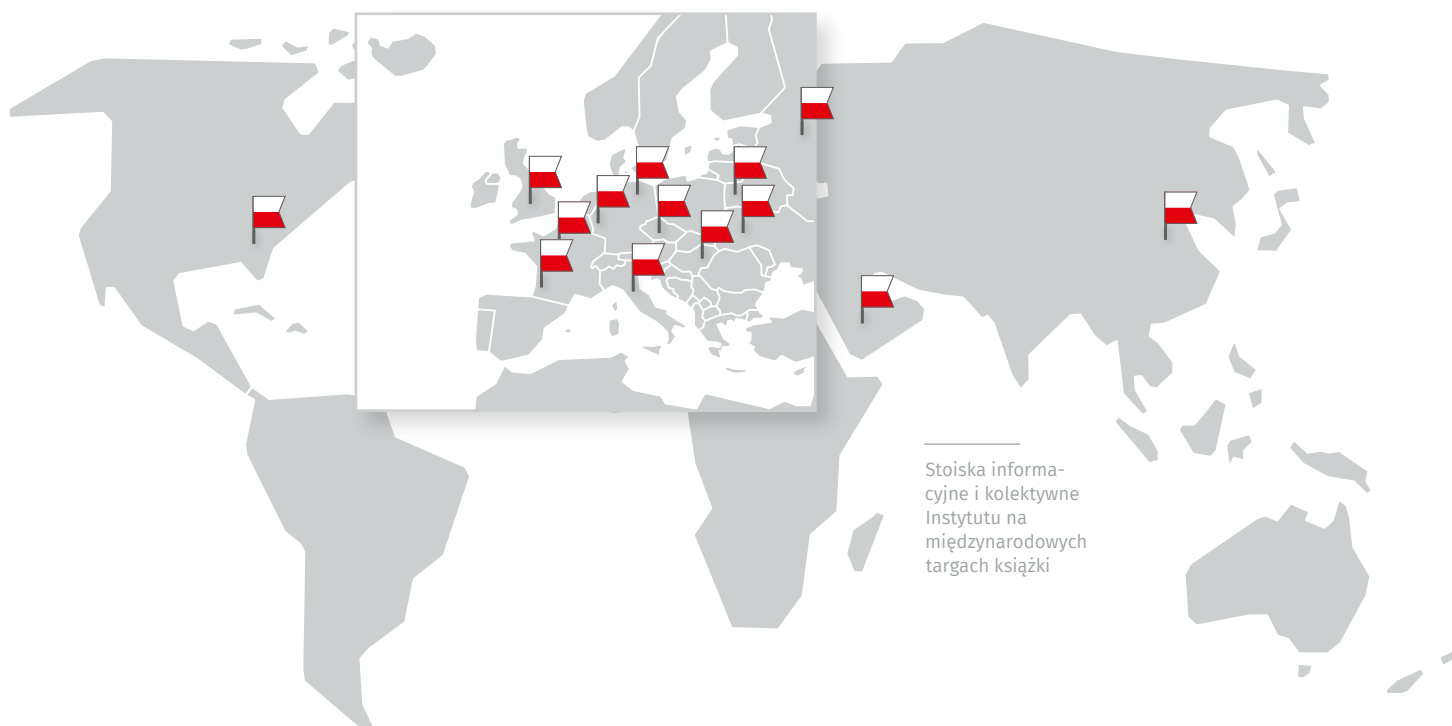 Stoiska informa-
cyjne i kolektywne
Instytutu na
międzynarodowych
targach książki